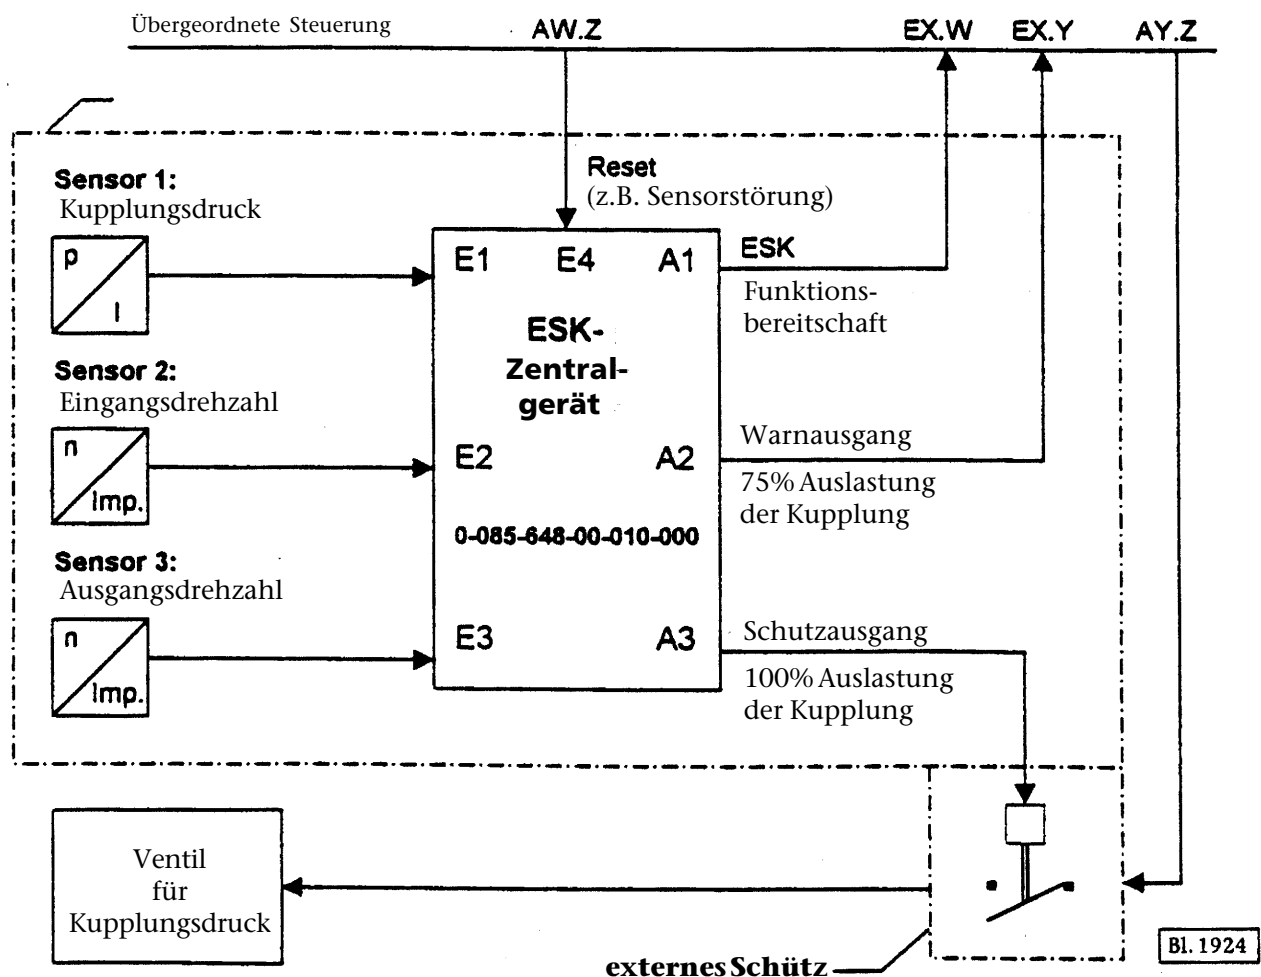 Übergeordnete Steuerung
AW.Z
EX.W
EX.Y
AY.Z
Reset
(z.B. Sensorstörung)
Sensor 1:
Kupplungsdruck
p
I
Sensor 2:
Eingangsdrehzahl
n
Imp.
Sensor 3:
Ausgangsdrehzahl
n
Imp.
E1
E4
A1
ESK-
Zentral-
gerät
E2
A2
0-085-648-00-010-000
E3
A3
ESK
Funktions-
bereitschaft
Warnausgang
75% Auslastung
der Kupplung
Schutzausgang
100% Auslastung
der Kupplung
Ventil
für
Kupplungsdruck
externes Schütz
Bl. 1924